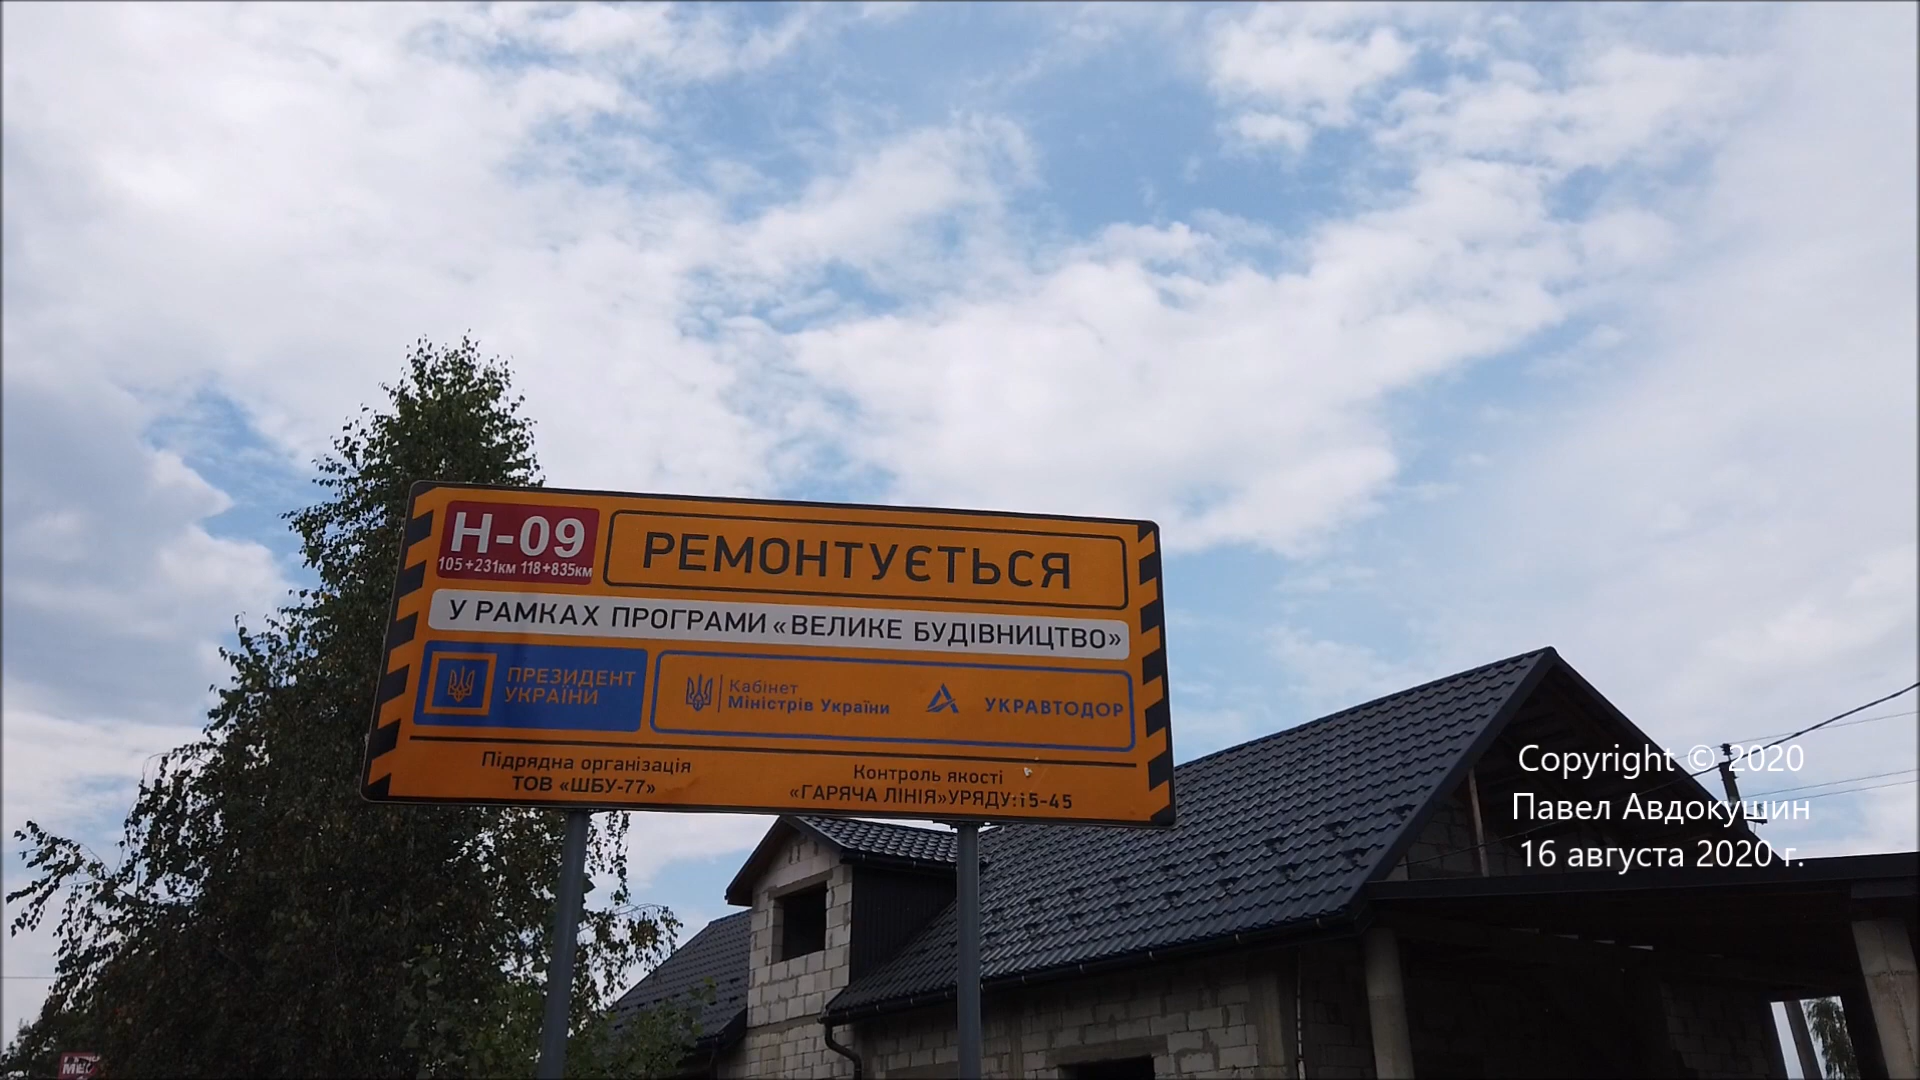 Н-09
105+231км 118+835км
РЕМОНТУЄТЬСЯ
У РАМКАХ ПРОГРАМИ «ВЕЛИКЕ БУДІВНИЦТВО»
ПРЕЗИДЕНТ
УКРАЇНИ
Кабінет
Міністрів України
УКРАВТОДОР
Підрядна організація
ТОВ «ШБУ-77»
Контроль якості
«ГАРЯЧА ЛІНІЯ»УРЯДУ:15-45
Copyright © 2020
Павел Авдокушин
16 августа 2020 г.